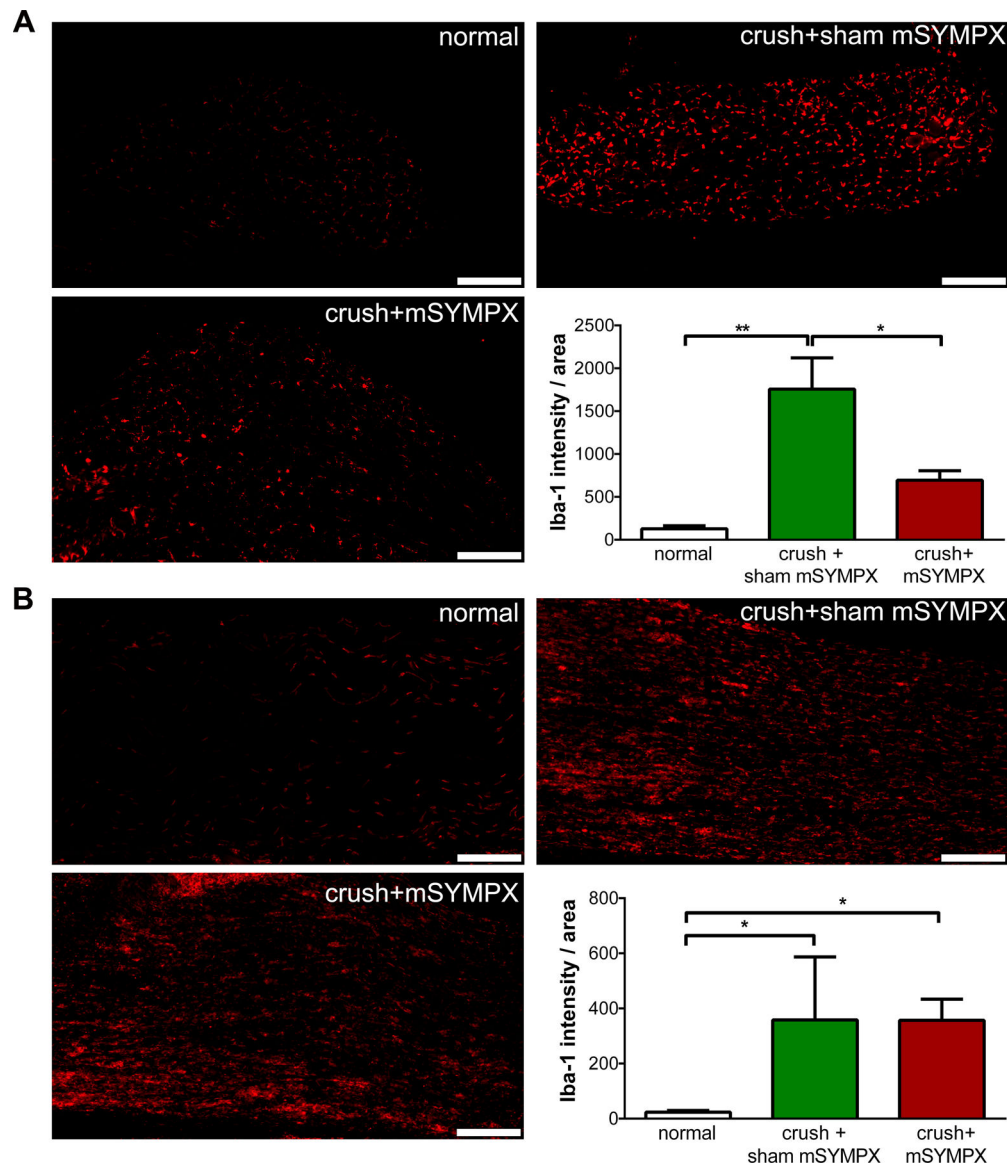 A
normal
crush+sham mSYMPX
crush+mSYMPX
Iba-1 intensity / area
2500
2000
1500
1000
500
0
**
*
normal
crush +
sham mSYMPX
crush+
mSYMPX
B
normal
crush+sham mSYMPX
crush+mSYMPX
Iba-1 intensity / area
800
600
400
200
0
*
*
normal
crush +
sham mSYMPX
crush+
mSYMPX